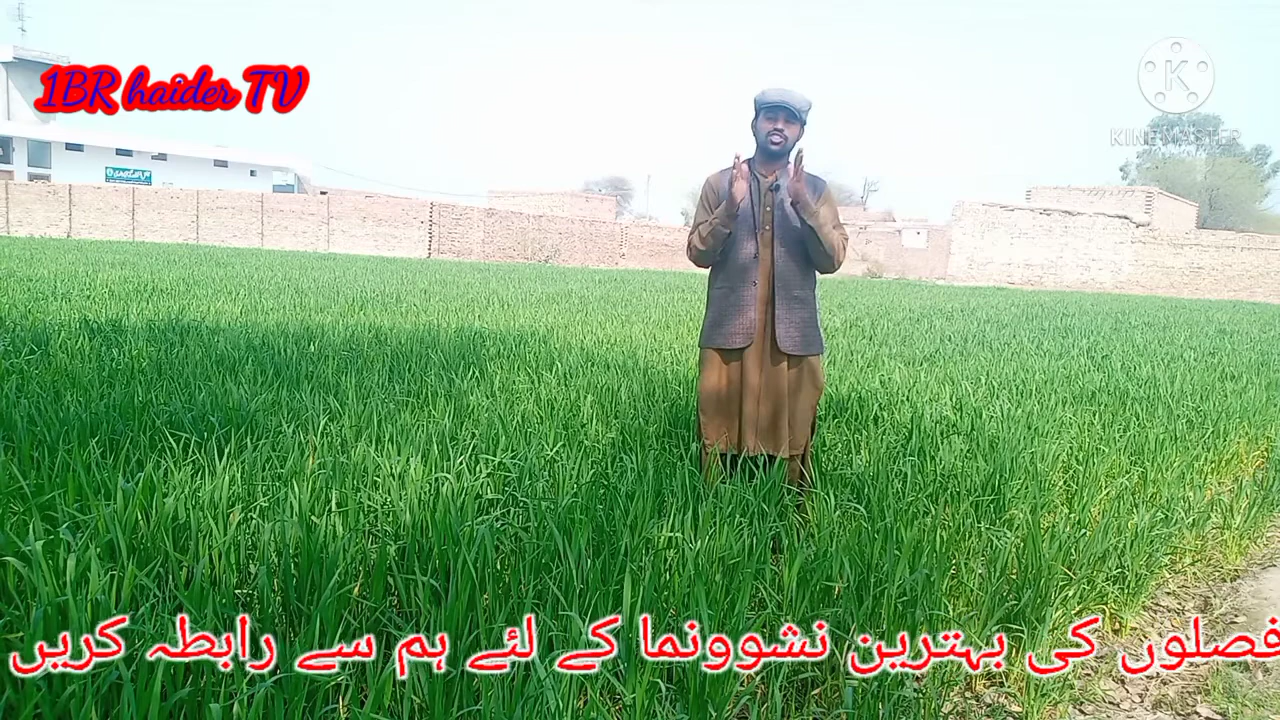 1BR haider TV
KINEMASTER
فصلوں کی بہترین نشوونما کے لئے ہم سے رابطہ کریں